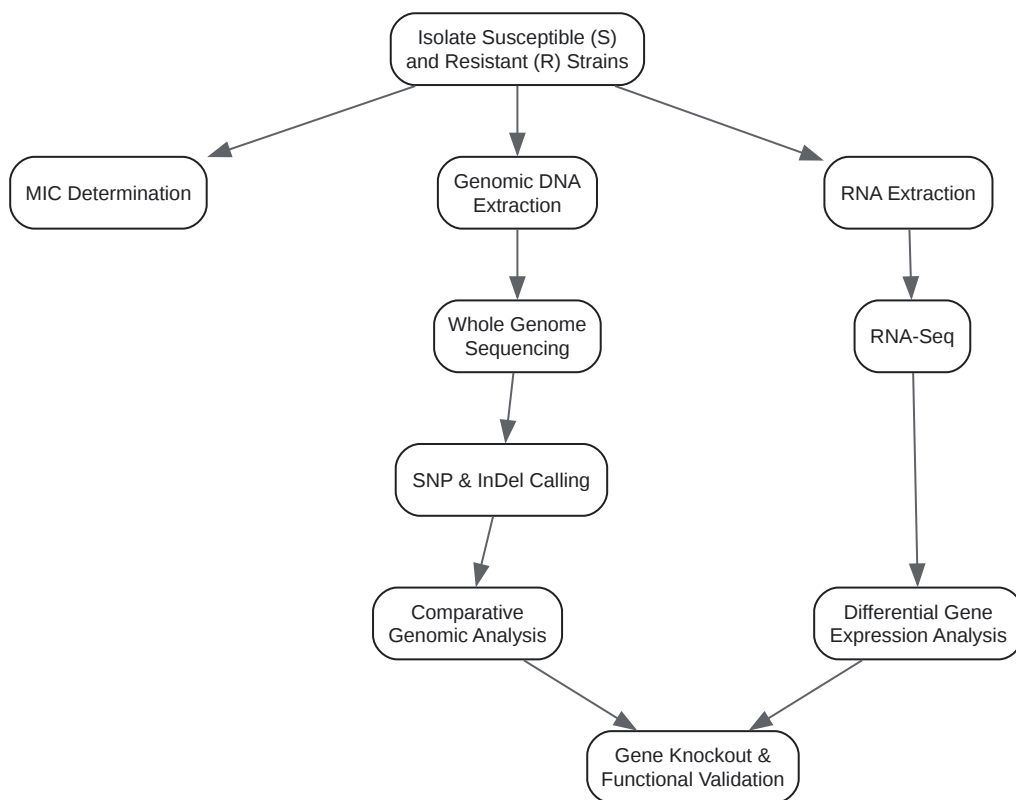 Isolate Susceptible (S)
and Resistant (R) Strains
MIC Determination
Genomic DNA
Extraction
RNA Extraction
Whole Genome
Sequencing
RNA-Seq
SNP & InDel Calling
Comparative
Genomic Analysis
Differential Gene
Expression Analysis
Gene Knockout &
Functional Validation